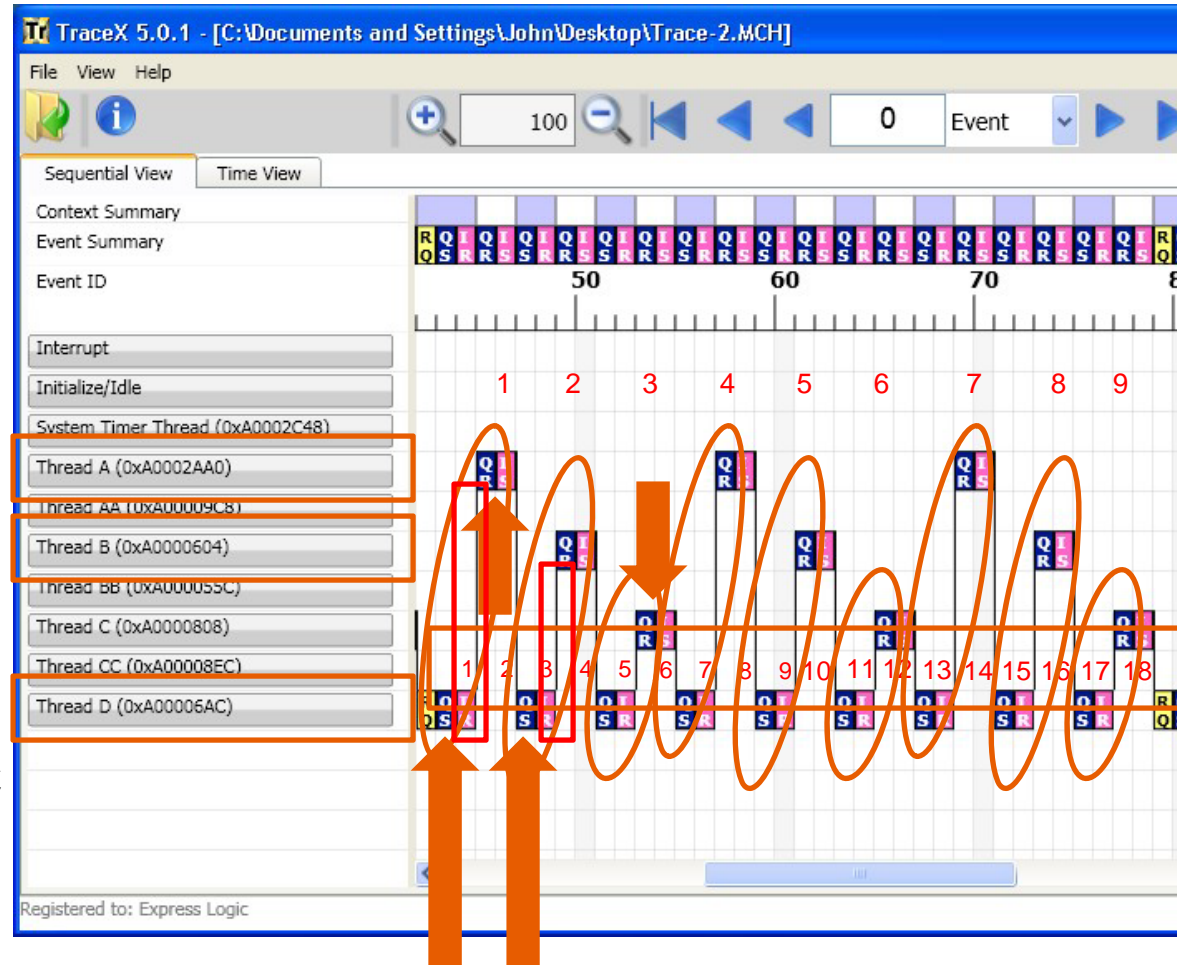 TraceX 5.0.1 - [C:\Documents and Settings\John\Desktop\Trace-2.MCH]
File View Help
100 0 Event
Sequential View Time View
Context Summary
Event Summary R Q I Q I Q I Q I Q I Q I Q I Q I Q I Q I Q I Q I Q I Q I Q I Q I Q I Q I R
Q S R R S S R R S S R R S S R R S S R R S S R R S S R R S S R R S S R R S Q
Event ID 50 60 70 8
Interrupt
Initialize/Idle 1 2 3 4 5 6 7 8 9
System Timer Thread (0xA0002C48)
Thread A (0xA0002AA0) Q I Q I Q I
R S R S R S
Thread AA (0xA00009C8)
Thread B (0xA0000604) Q I Q I Q I
R S R S R S
Thread BB (0xA000055C)
Thread C (0xA0000808) Q I Q I Q I
R S R S R S
Thread CC (0xA00008EC) 1 2 3 4 5 6 7 8 9 10 11 12 13 14 15 16 17 18
Thread D (0xA00006AC) R Q I Q I Q I Q I Q I Q I Q I Q I Q I R
Q S R S R S R S R S R S R S R S R S R Q
Registered to: Express Logic